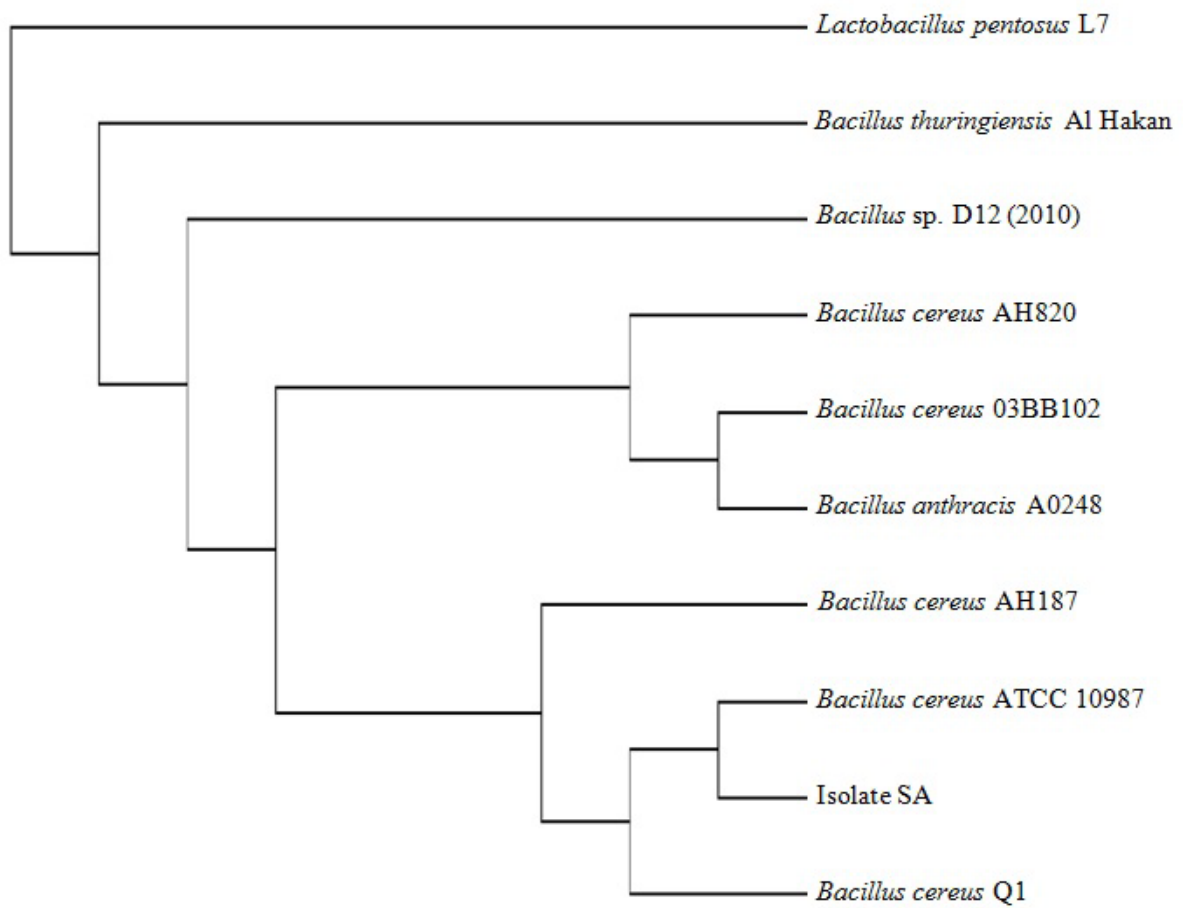 Lactobacillus pentosus L7
Bacillus thuringiensis Al Hakan
Bacillus sp. D12 (2010)
Bacillus cereus AH820
Bacillus cereus 03BB102
Bacillus anthracis A0248
Bacillus cereus AH187
Bacillus cereus ATCC 10987
Isolate SA
Bacillus cereus Q1